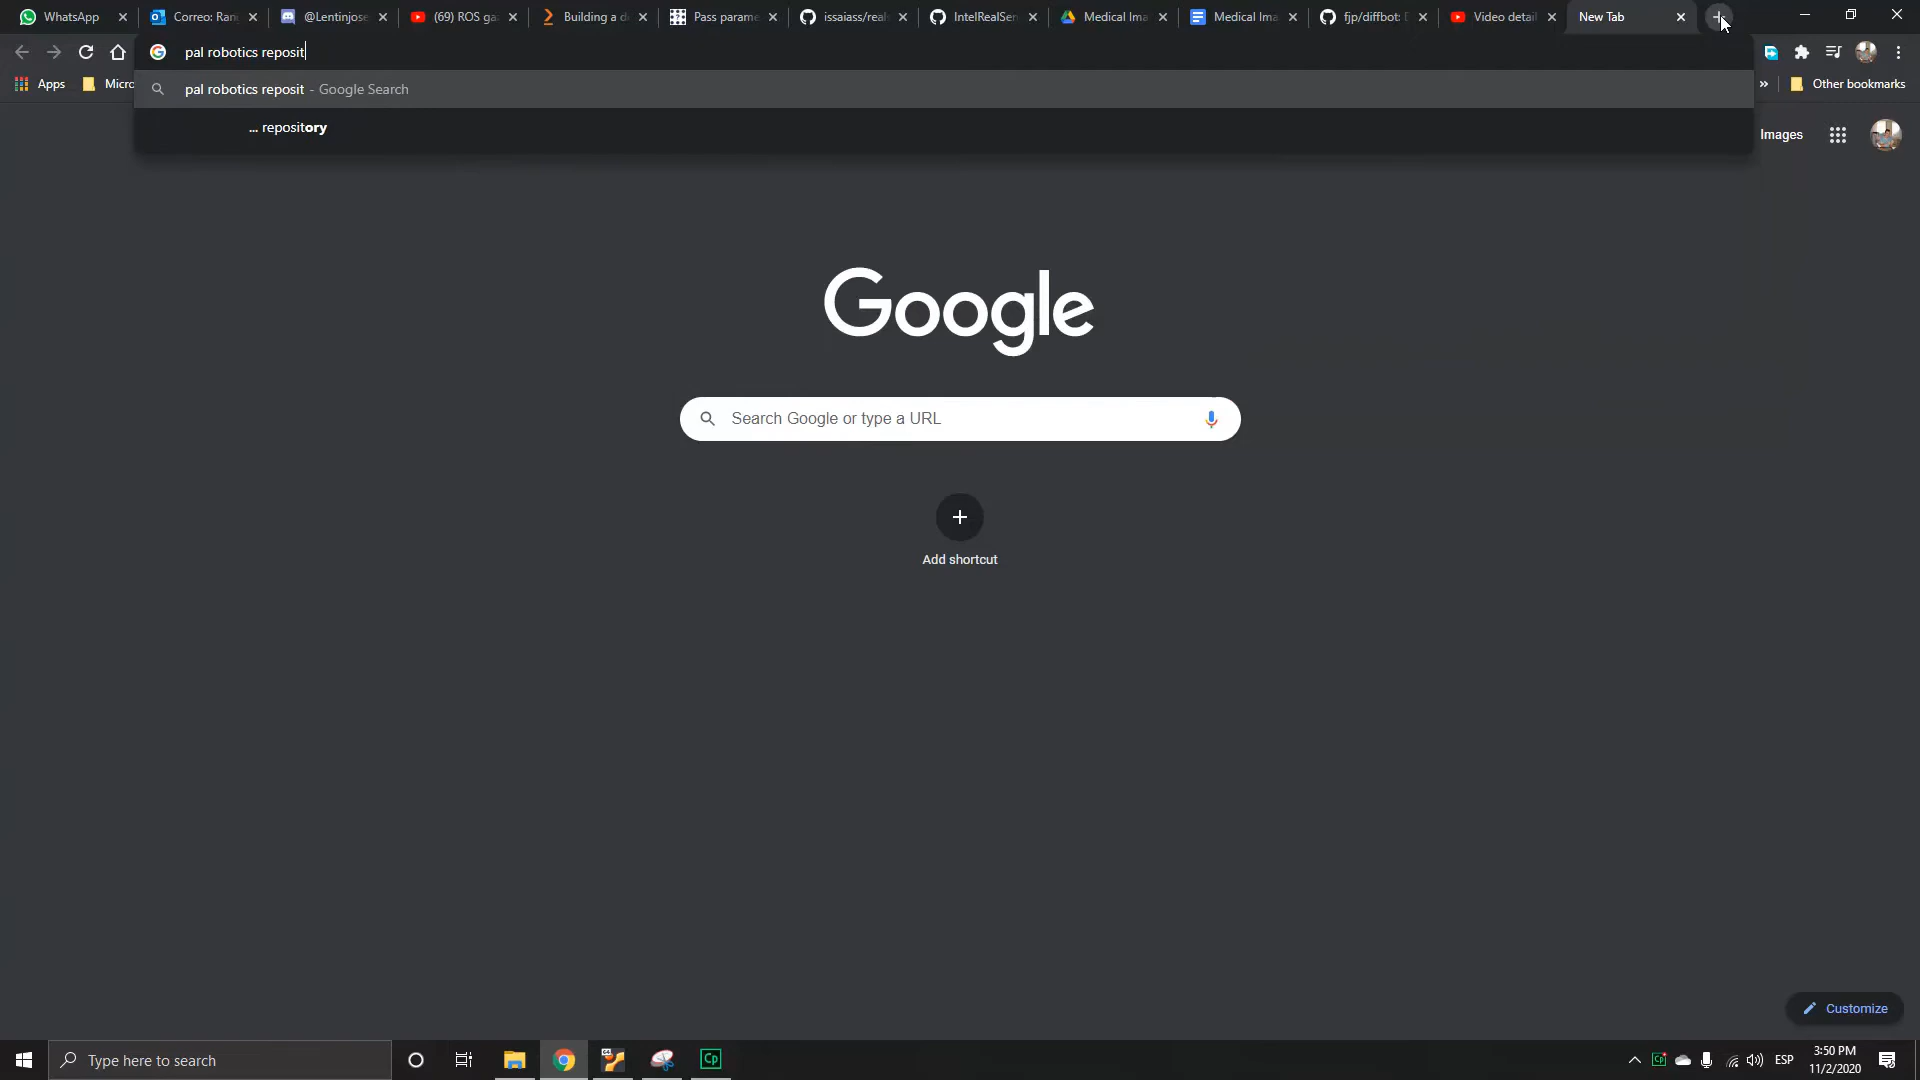 WhatsApp
Correo: Ran
@Lentinjose
(69) ROS ga
Building a d
Pass parame
issaiass/real
IntelRealSen
Medical Ima
Medical Ima
fjp/diffbot: D
Video detail
New Tab
pal robotics reposit
Apps
Micro
Other bookmarks
pal robotics reposit - Google Search
... repository
Images
Google
Search Google or type a URL
Add shortcut
Customize
Type here to search
ESP
3:50 PM
11/2/2020